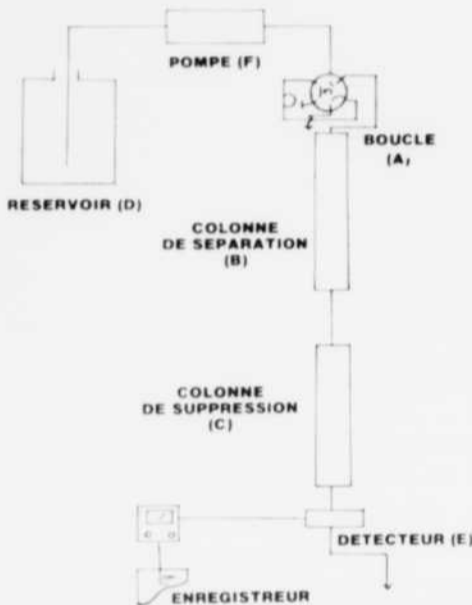 POMPE (F)
BOUCLE
(A)
RESERVOIR (D)
COLONNE
DE SEPARATION
(B)
COLONNE
DE SUPPRESSION
(C)
DETECTEUR (E)
ENREGISTREUR